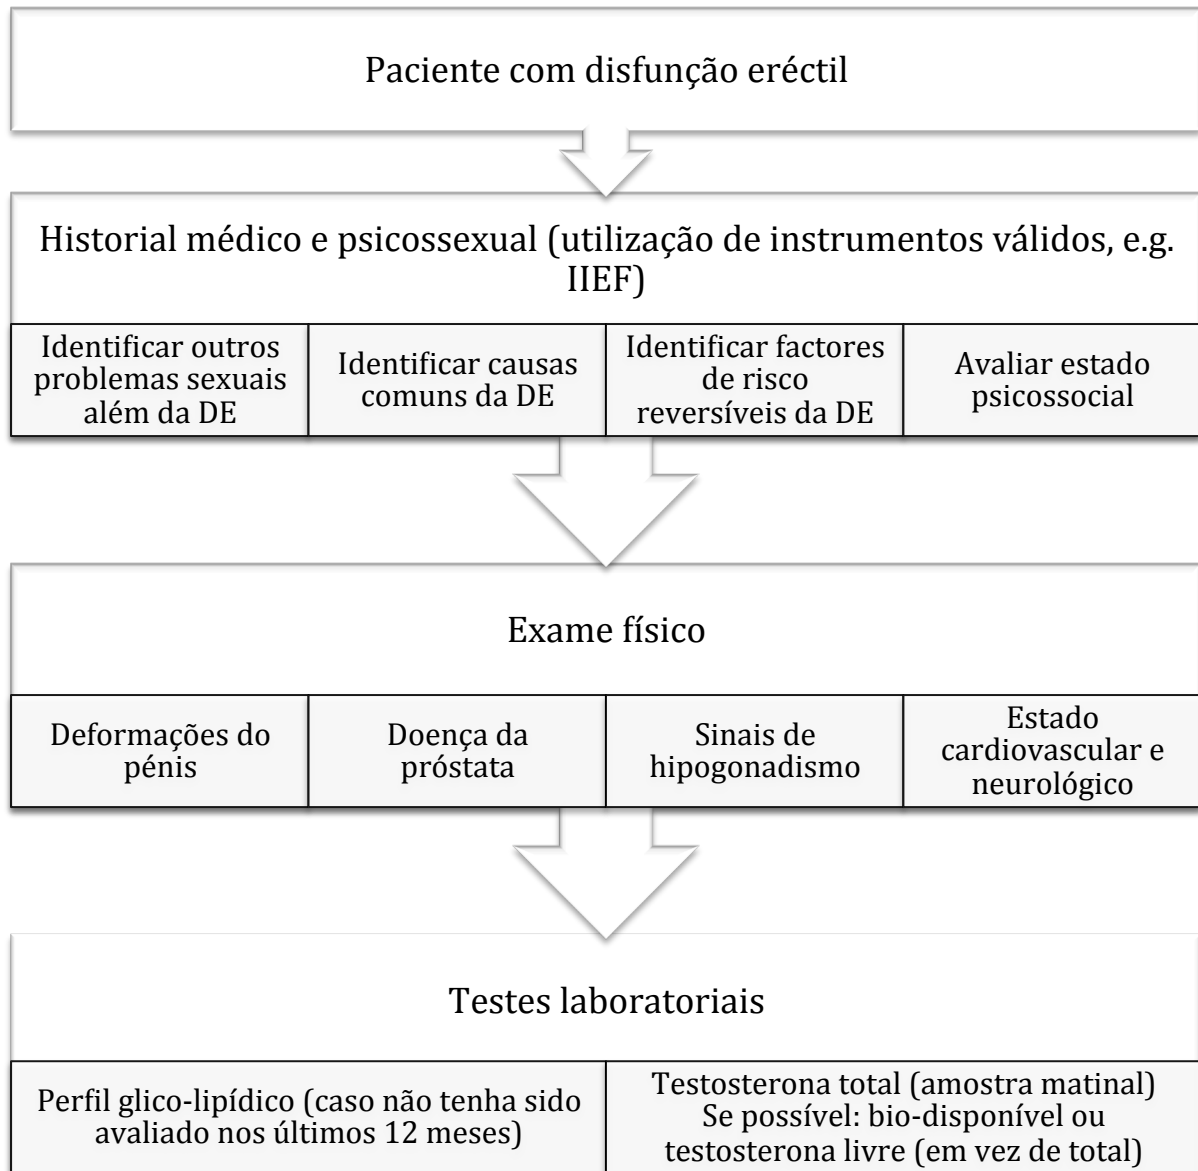 Paciente com disfunção eréctil
Historial médico e psicossexual (utilização de instrumentos válidos, e.g.
IIEF)
Identificar outros
problemas sexuais
além da DE
Identificar causas
comuns da DE
Identificar factores
de risco
reversíveis da DE
Avaliar estado
psicossocial
Exame físico
Deformações do
pénis
Doença da
próstata
Sinais de
hipogonadismo
Estado
cardiovascular e
neurológico
Testes laboratoriais
Perfil glico-lipídico (caso não tenha sido
avaliado nos últimos 12 meses)
Testosterona total (amostra matinal)
Se possível: bio-disponível ou
testosterona livre (em vez de total)